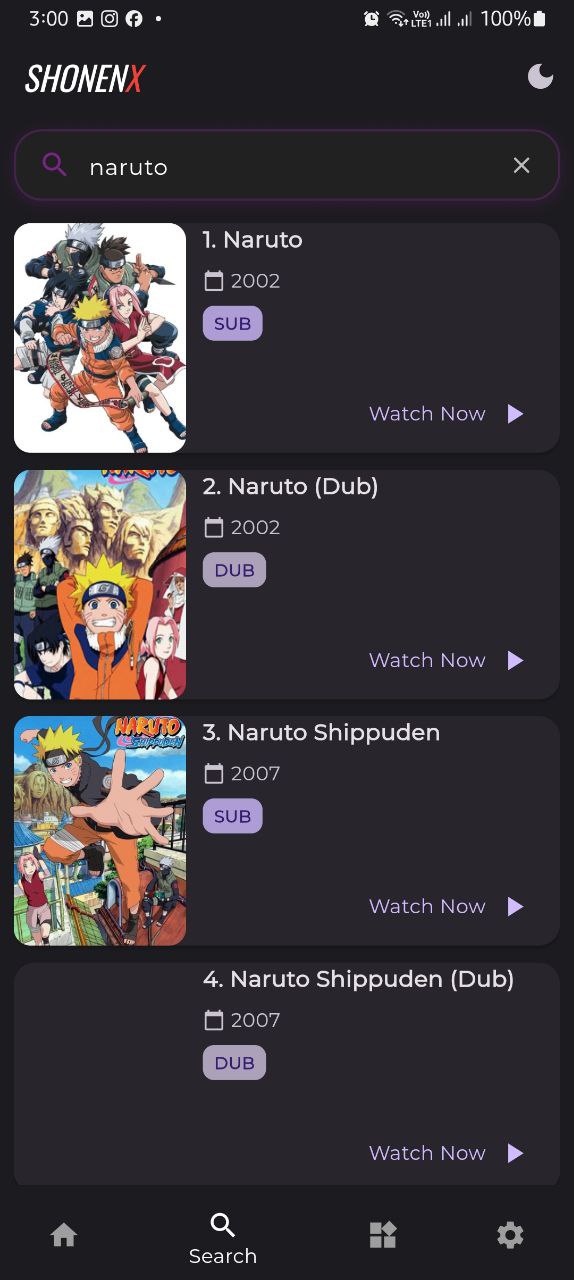 3:00
Vo))
LTE1
100%
SHONENX
naruto
1. Naruto
2002
SUB
Watch Now
2. Naruto (Dub)
2002
DUB
Watch Now
NARUTO
SHIPPUDEN
3. Naruto Shippuden
2007
SUB
Watch Now
4. Naruto Shippuden (Dub)
2007
DUB
Watch Now
Search